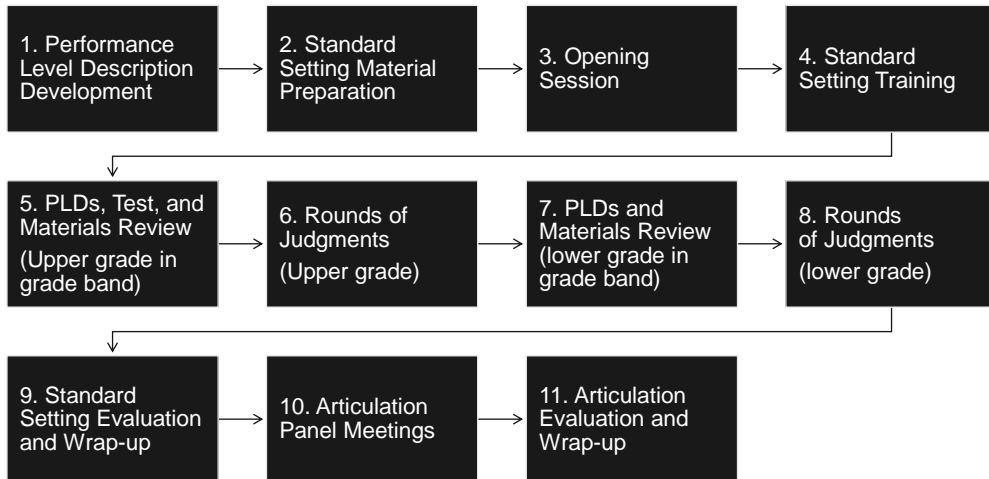 1. Performance
Level Description
Development
2. Standard
Setting Material
Preparation
3. Opening
Session
4. Standard
Setting Training
5. PLDs, Test, and
Materials Review
(Upper grade in
grade band)
6. Rounds of
Judgments
(Upper grade)
7. PLDs and
Materials Review
(lower grade in
grade band)
8. Rounds
of Judgments
(lower grade)
9. Standard
Setting Evaluation
and Wrap-up
10. Articulation
Panel Meetings
11. Articulation
Evaluation and
Wrap-up